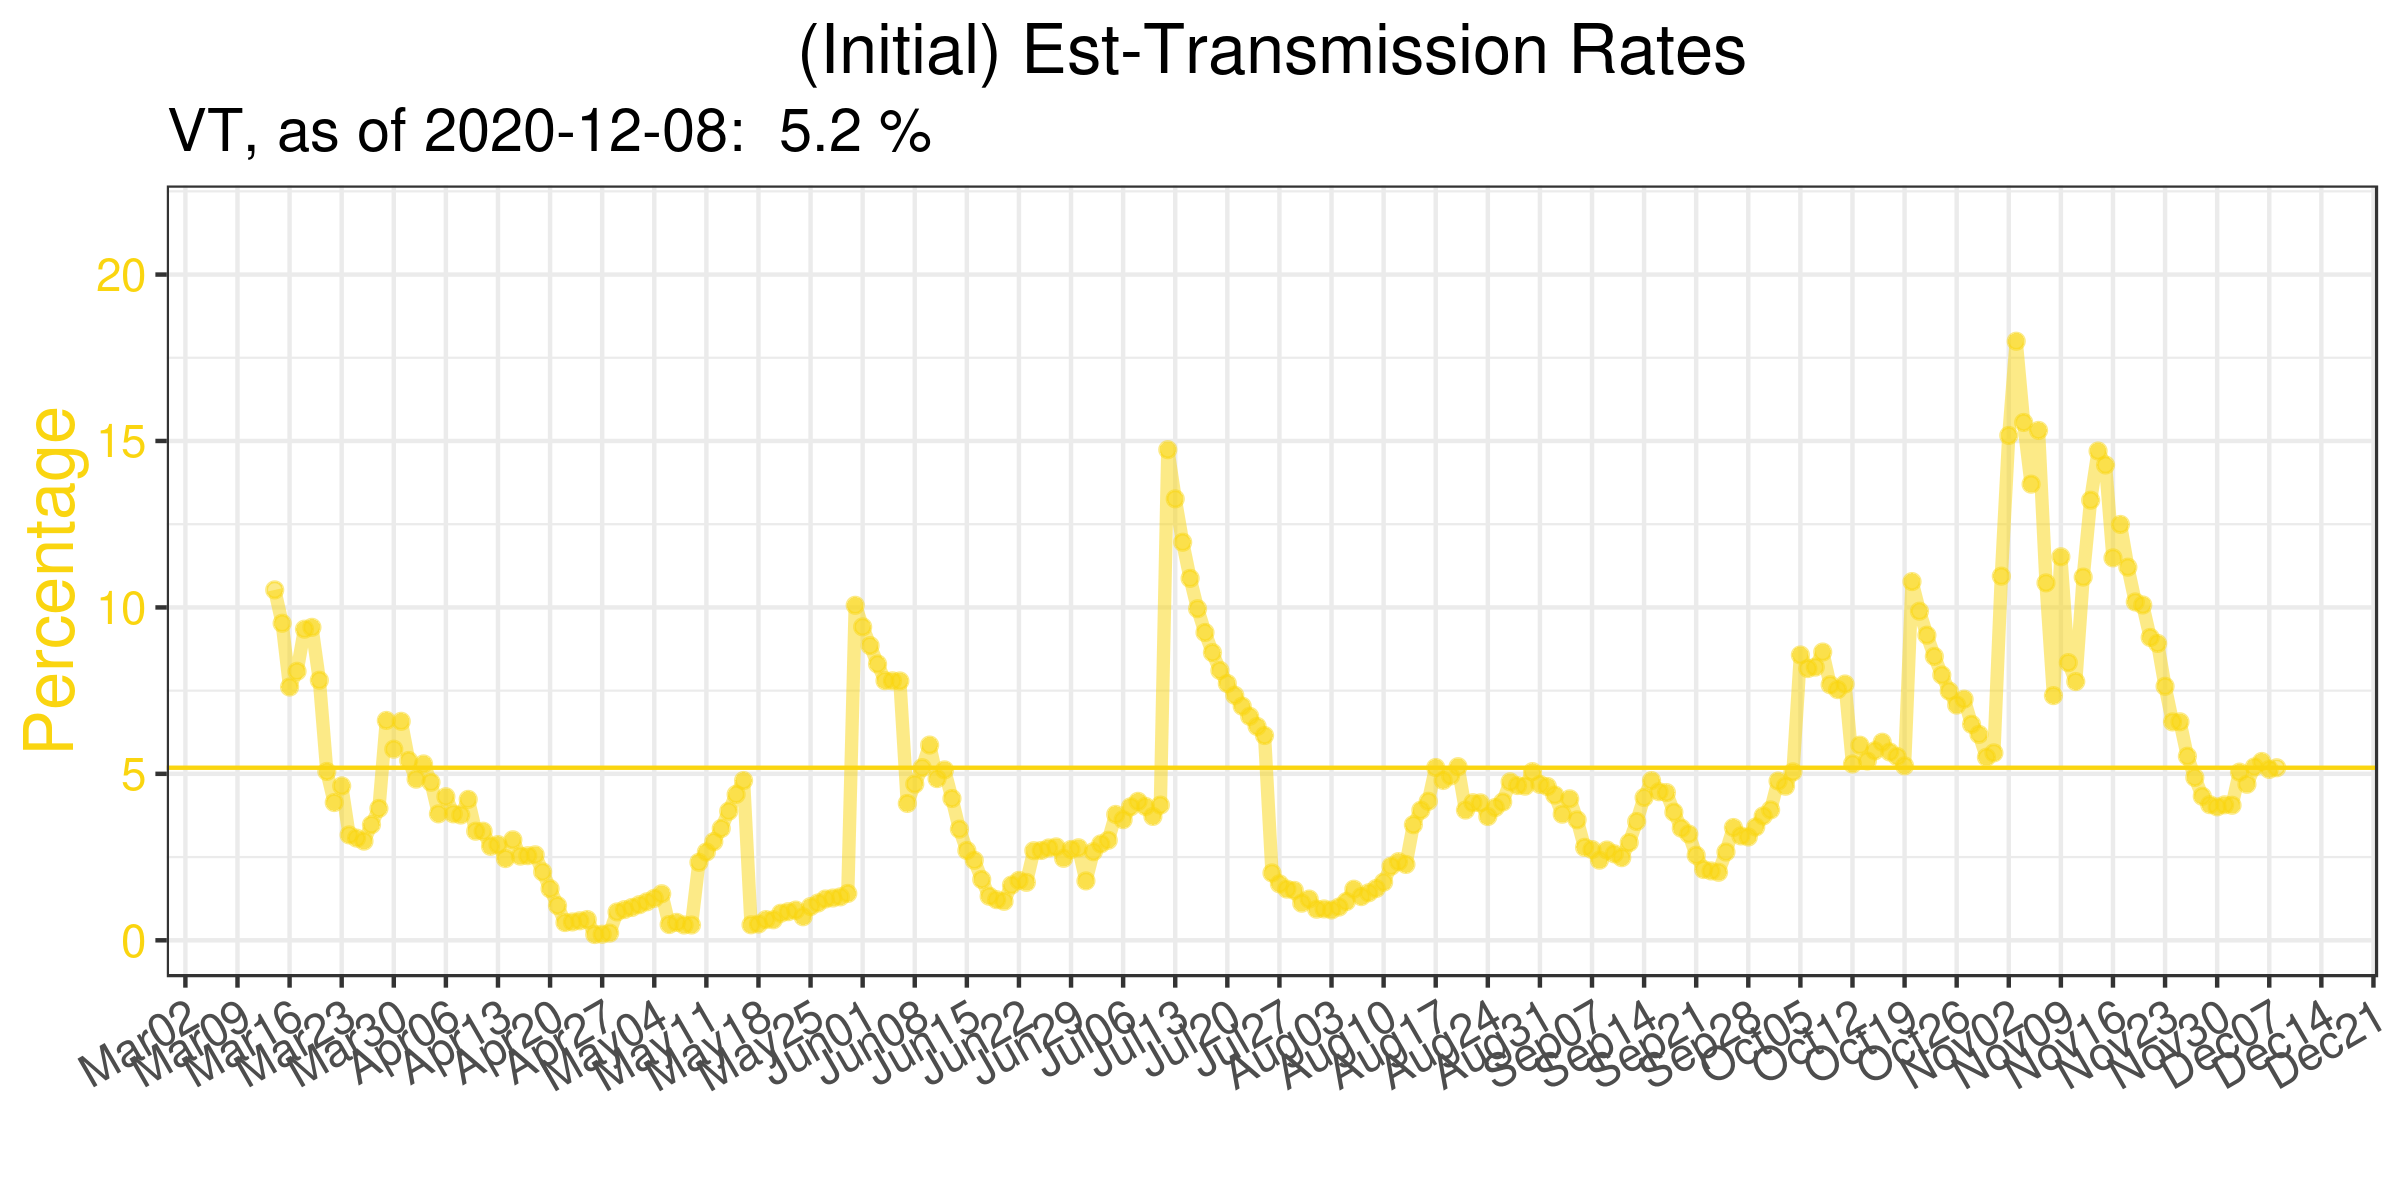 (Initial) Est-Transmission Rates
VT, as of 2020-12-08:  5.2 %
Percentage
20
15
10
5
0
Mar02
Mar09
Mar16
Mar23
Mar30
Apr06
Apr13
Apr20
Apr27
May04
May11
May18
May25
Jun01
Jun08
Jun15
Jun22
Jun29
Jul06
Jul13
Jul20
Jul27
Aug03
Aug10
Aug17
Aug24
Aug31
Sep07
Sep14
Sep21
Sep28
Oct05
Oct12
Oct19
Oct26
Nov02
Nov09
Nov16
Nov23
Nov30
Dec07
Dec14
Dec21